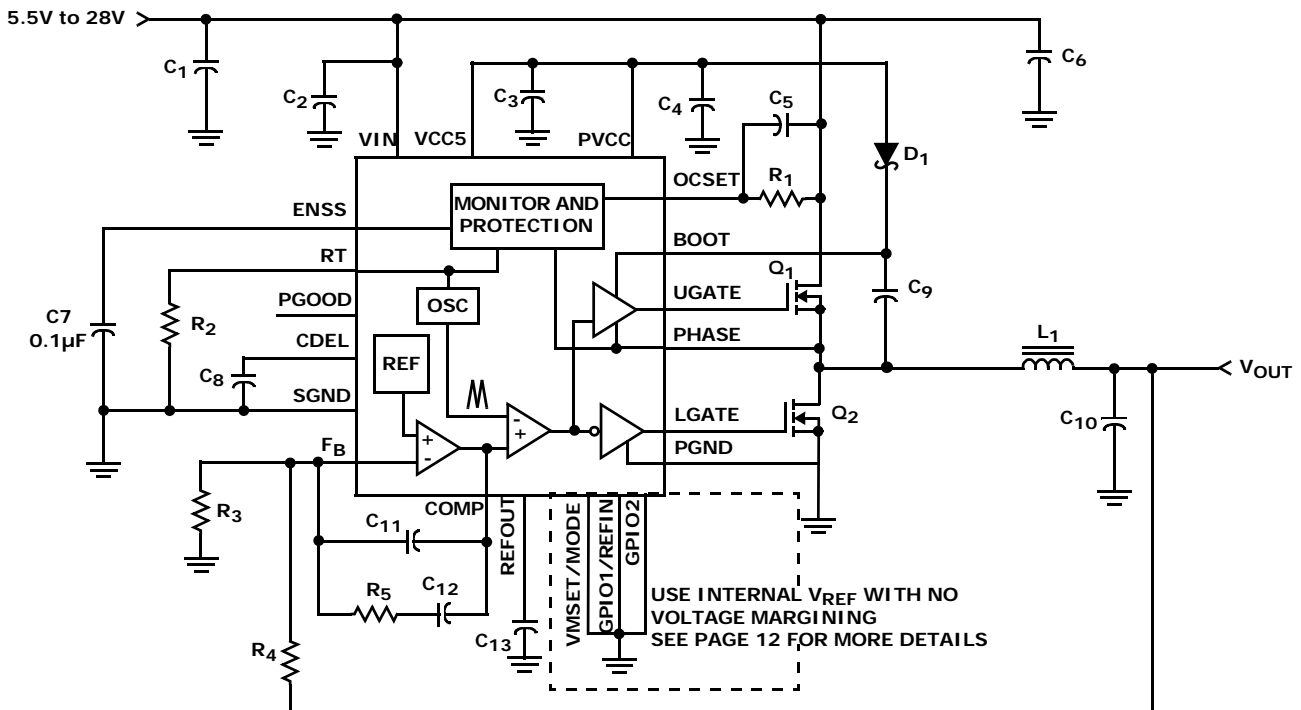 5.5V to 28V
C1
C2
C3
C4
C5
C6
VIN
VCC5
PVCC
D1
OCSET
R1
MONITOR AND
PROTECTION
ENSS
BOOT
RT
Q1
C9
OSC
UGATE
PGOOD
C7
0.1µF
R2
CDEL
PHASE
L1
REF
C8
VOUT
SGND
LGATE
Q2
C10
+
-
-
+
FB
PGND
COMP
R3
C11
REFOUT
VMSET/MODE
GPIO1/REFIN
GPIO2
R5
C12
USE INTERNAL VREF WITH NO
VOLTAGE MARGINING
SEE PAGE 12 FOR MORE DETAILS
C13
R4